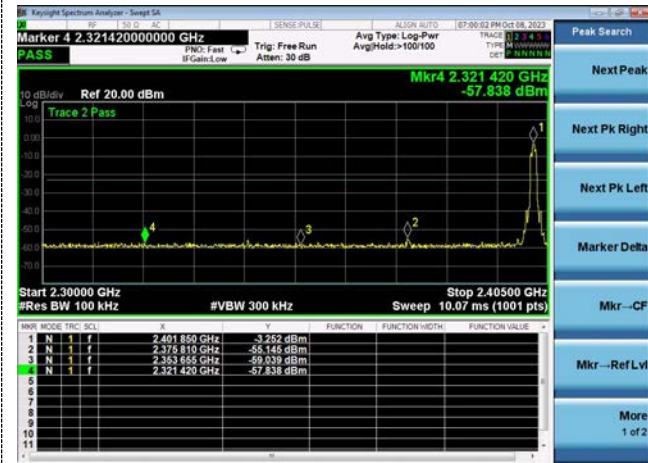 Keysight Spectrum Analyzer - Swept SA
RF 50 Ω AC SENSE:PULSE ALIGN AUTO 07:00:02 PM Oct 08, 2023
Marker 4 2.321420000000 GHz
PASS
PNO: Fast
IFGain:Low
Trig: Free Run
Atten: 30 dB
Avg Type: Log-Pwr
Avg|Hold:>100/100
TRACE 1 2 3 4 5 6
TYPE M
DET P N N N N N
Mkr4 2.321 420 GHz
-57.838 dBm
10 dB/div Ref 20.00 dBm
Log
Trace 2 Pass
10.0
0.00
-10.0
-20.0
-30.0
-40.0
-50.0
-60.0
-70.0
1
2
3
4
Start 2.30000 GHz Stop 2.40500 GHz
#Res BW 100 kHz #VBW 300 kHz Sweep 10.07 ms (1001 pts)
MKR MODE TRC SCL X Y FUNCTION FUNCTION WIDTH FUNCTION VALUE
1 N 1 f 2.401 850 GHz -3.252 dBm
2 N 1 f 2.375 810 GHz -55.145 dBm
3 N 1 f 2.353 665 GHz -59.039 dBm
4 N 1 f 2.321 420 GHz -57.838 dBm
5
6
7
8
9
10
11
Peak Search
Next Peak
Next Pk Right
Next Pk Left
Marker Delta
Mkr→CF
Mkr→Ref Lvl
More
1 of 2